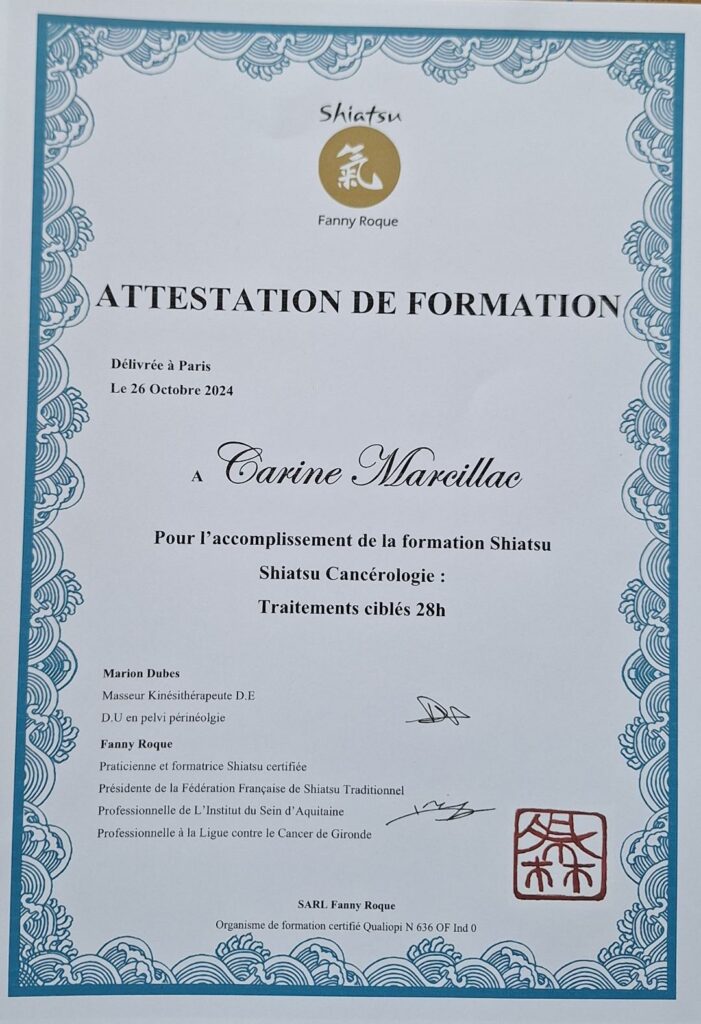 Shiatsu
氣
Fanny Roque
ATTESTATION DE FORMATION
Délivrée à Paris
Le 26 Octobre 2024
A Carine Marcillac
Pour l’accomplissement de la formation Shiatsu
Shiatsu Cancérologie :
Traitements ciblés 28h
Marion Dubes
Masseur Kinésithérapeute D.E
D.U en pelvi périnéolgie
Fanny Roque
Praticienne et formatrice Shiatsu certifiée
Présidente de la Fédération Française de Shiatsu Traditionnel
Professionnelle de L’Institut du Sein d’Aquitaine
Professionnelle à la Ligue contre le Cancer de Gironde
SARL Fanny Roque
Organisme de formation certifié Qualiopi N 636 OF Ind 0